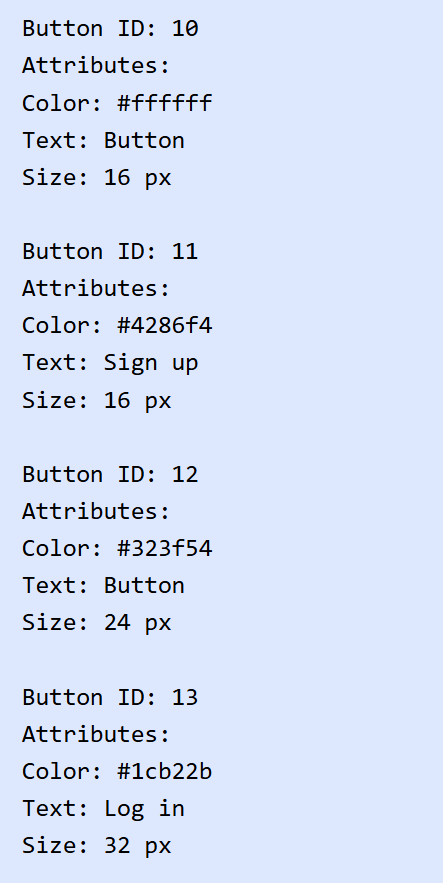 Button ID: 10
Attributes:
Color: #ffffff
Text: Button
Size: 16 px

Button ID: 11
Attributes:
Color: #4286f4
Text: Sign up
Size: 16 px

Button ID: 12
Attributes:
Color: #323f54
Text: Button
Size: 24 px

Button ID: 13
Attributes:
Color: #1cb22b
Text: Log in
Size: 32 px